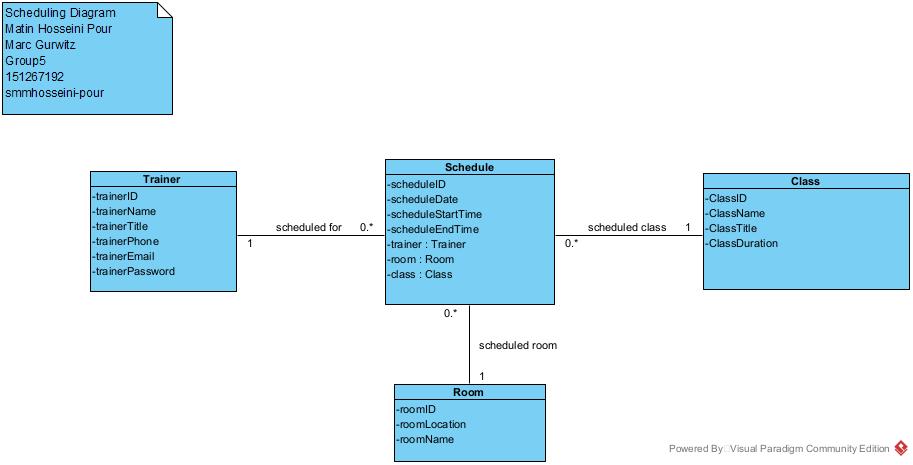 Scheduling Diagram
Matin Hosseini Pour
Marc Gurwitz
Group5
151267192
smmhosseini-pour
Trainer
-trainerID
-trainerName
-trainerTitle
-trainerPhone
-trainerEmail
-trainerPassword
scheduled for 0.*
1
Schedule
-scheduleID
-scheduleDate
-scheduleStartTime
-scheduleEndTime
-trainer : Trainer
-room : Room
-class : Class
scheduled class 1
0.*
Class
-ClassID
-ClassName
-ClassTitle
-ClassDuration
0.*
scheduled room
1
Room
-roomID
-roomLocation
-roomName
Powered By Visual Paradigm Community Edition